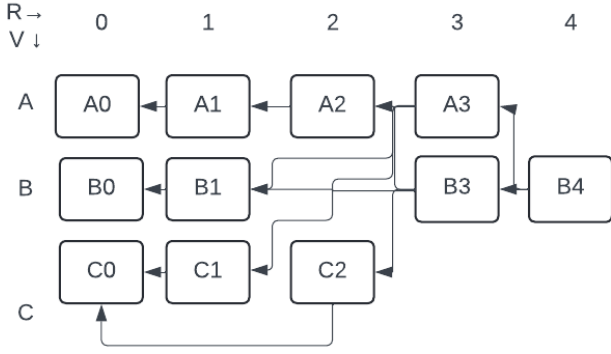 R→ 0 1 2 3 4
V ↓
A A0 A1 A2 A3
B B0 B1 B3 B4
C0 C1 C2
C